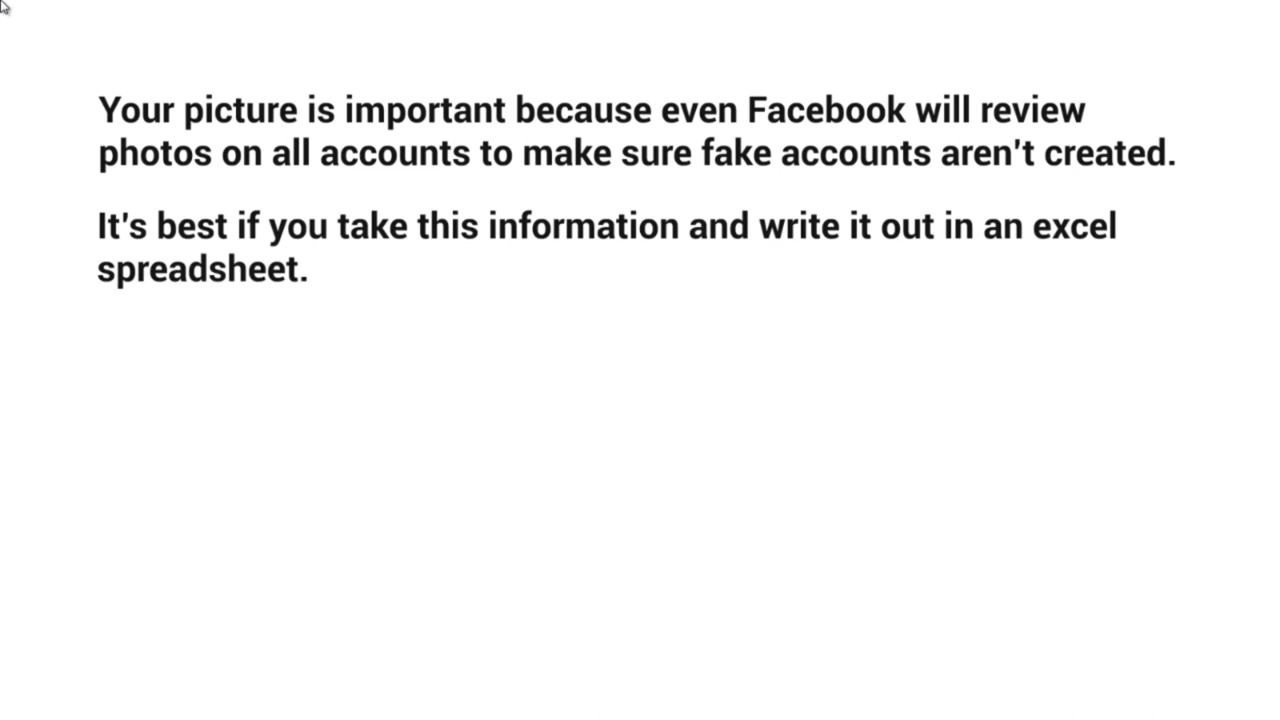 Your picture is important because even Facebook will review
photos on all accounts to make sure fake accounts aren't created.
It's best if you take this information and write it out in an excel
spreadsheet.